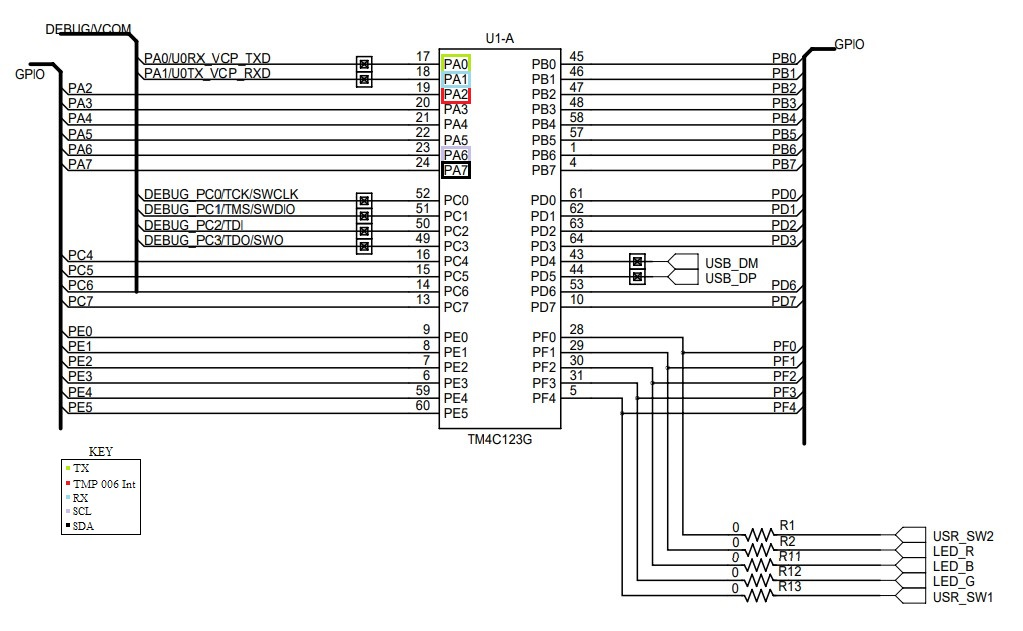 DEBUG/VCOM
U1-A
GPIO
GPIO
PA0/U0RX_VCP_TXD 17 PA0 PB0 45 PB0
PA1/U0TX_VCP_RXD 18 PA1 PB1 46 PB1
PA2 19 PA2 PB2 47 PB2
PA3 20 PA3 PB3 48 PB3
PA4 21 PA4 PB4 58 PB4
PA5 22 PA5 PB5 57 PB5
PA6 23 PA6 PB6 1 PB6
PA7 24 PA7 PB7 4 PB7
DEBUG_PC0/TCK/SWCLK 52 PC0 PD0 61 PD0
DEBUG_PC1/TMS/SWDIO 51 PC1 PD1 62 PD1
DEBUG_PC2/TDI 50 PC2 PD2 63 PD2
DEBUG_PC3/TDO/SWO 49 PC3 PD3 64 PD3
PC4 16 PC4 PD4 43 USB_DM
PC5 15 PC5 PD5 44 USB_DP
PC6 14 PC6 PD6 53 PD6
PC7 13 PC7 PD7 10 PD7
PE0 9 PE0 PF0 28 PF0
PE1 8 PE1 PF1 29 PF1
PE2 7 PE2 PF2 30 PF2
PE3 6 PE3 PF3 31 PF3
PE4 59 PE4 PF4 5 PF4
PE5 60 PE5
TM4C123G
KEY
TX
TMP 006 Int
RX
SCL
SDA
0 R1 USR_SW2
0 R2 LED_R
0 R11 LED_B
0 R12 LED_G
0 R13 USR_SW1